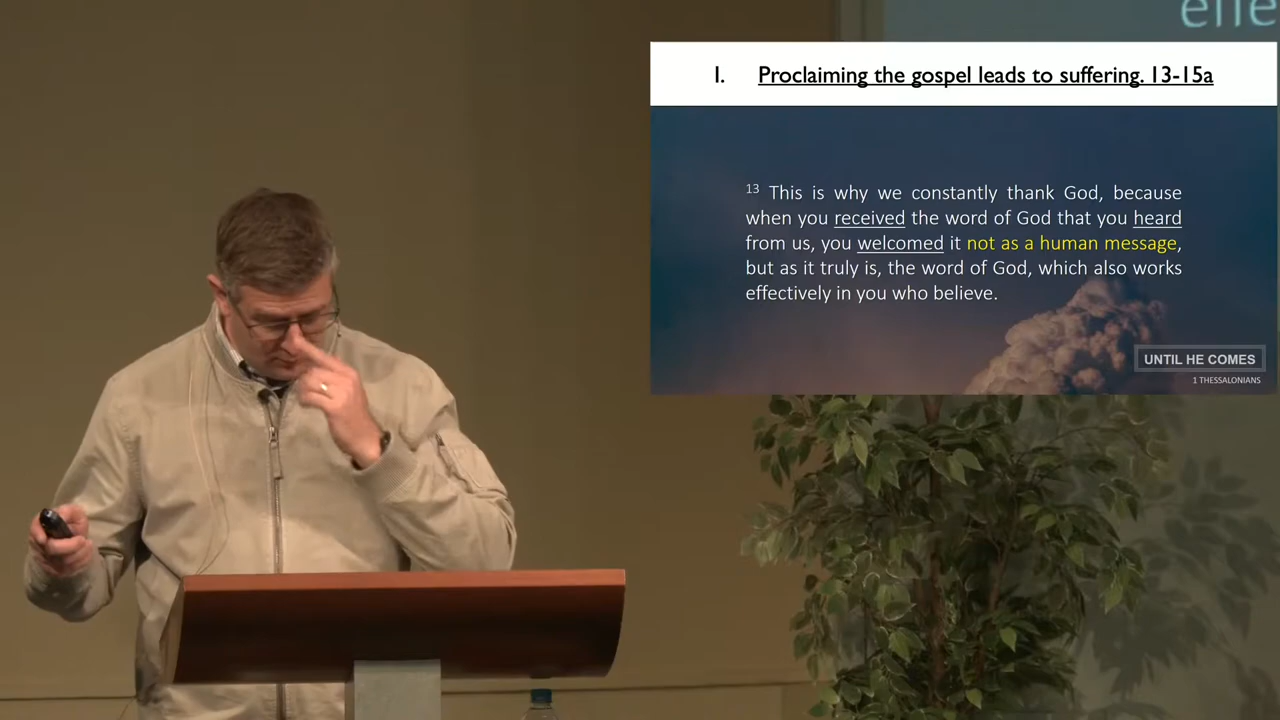 effe
I. Proclaiming the gospel leads to suffering. 13-15a
13 This is why we constantly thank God, because
when you received the word of God that you heard
from us, you welcomed it not as a human message,
but as it truly is, the word of God, which also works
effectively in you who believe.
UNTIL HE COMES
1 THESSALONIANS